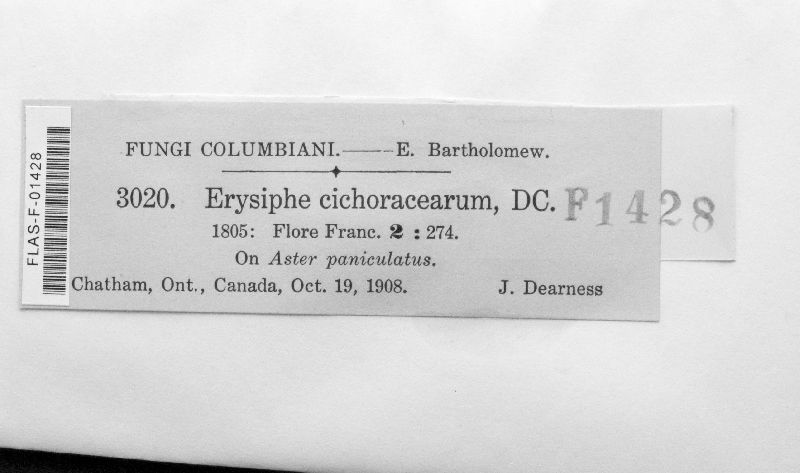 FUNGI COLUMBIANI.——E. Bartholomew.
3020. Erysiphe cichoracearum, DC.
F1428
1805: Flore Franc. 2 : 274.
On Aster paniculatus.
Chatham, Ont., Canada, Oct. 19, 1908. J. Dearness
FLAS-F-01428